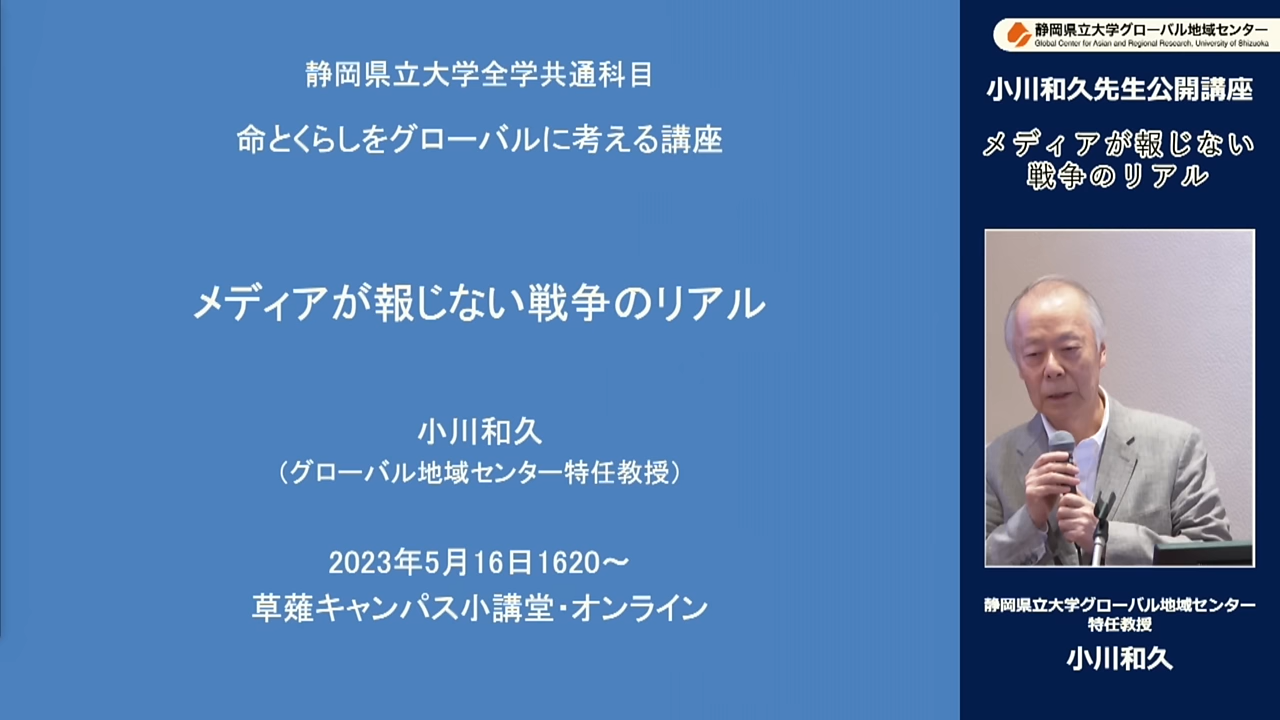 静岡県立大学全学共通科目
命とくらしをグローバルに考える講座
メディアが報じない戦争のリアル
小川和久
（グローバル地域センター特任教授）
2023年5月16日1620～
草薙キャンパス小講堂・オンライン
静岡県立大学グローバル地域センター
Global Center for Asian and Regional Research, University of Shizuoka
小川和久先生公開講座
メディアが報じない
戦争のリアル
静岡県立大学グローバル地域センター
特任教授
小川和久